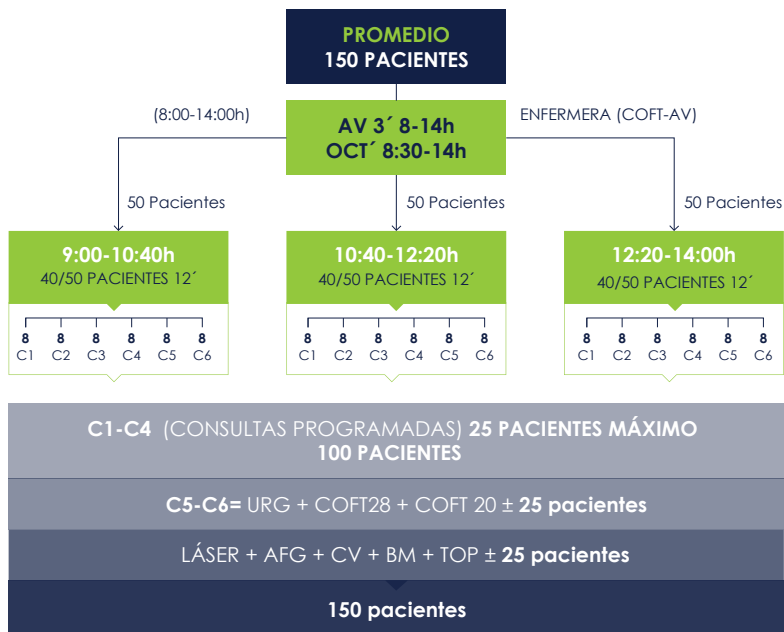 PROMEDIO
150 PACIENTES
(8:00-14:00h)
AV 3´ 8-14h
OCT´ 8:30-14h
ENFERMERA (COFT-AV)
50 Pacientes
50 Pacientes
50 Pacientes
9:00-10:40h
40/50 PACIENTES 12´
10:40-12:20h
40/50 PACIENTES 12´
12:20-14:00h
40/50 PACIENTES 12´
8 8 8 8 8 8
C1 C2 C3 C4 C5 C6
8 8 8 8 8 8
C1 C2 C3 C4 C5 C6
8 8 8 8 8 8
C1 C2 C3 C4 C5 C6
C1-C4 (CONSULTAS PROGRAMADAS) 25 PACIENTES MÁXIMO
100 PACIENTES
C5-C6= URG + COFT28 + COFT 20 ± 25 pacientes
LÁSER + AFG + CV + BM + TOP ± 25 pacientes
150 pacientes